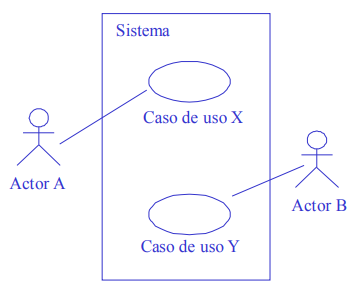 Sistema
Caso de uso X
Actor A
Actor B
Caso de uso Y